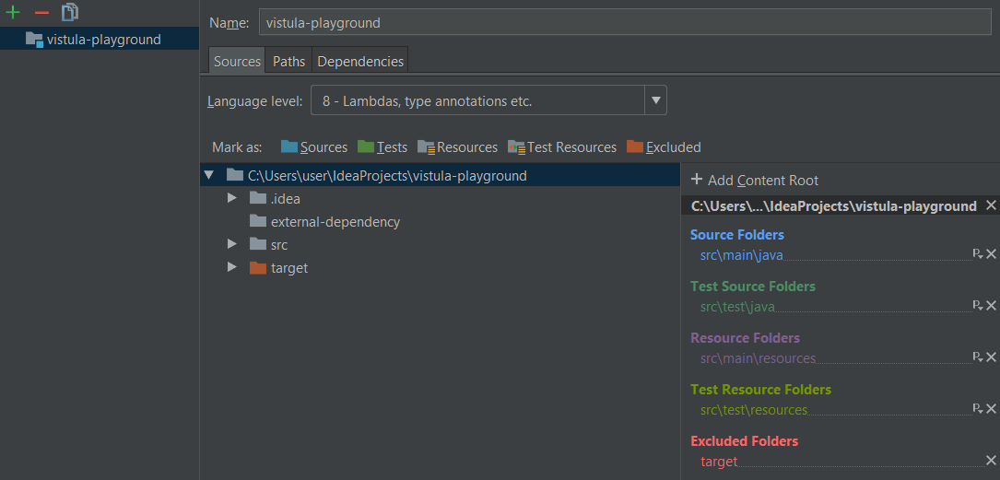 vistula-playground
Name: vistula-playground
Sources Paths Dependencies
Language level: 8 - Lambdas, type annotations etc.
Mark as: Sources Tests Resources Test Resources Excluded
C:\Users\user\IdeaProjects\vistula-playground
.idea
external-dependency
src
target
+ Add Content Root
C:\Users\...\IdeaProjects\vistula-playground
Source Folders
src\main\java
Test Source Folders
src\test\java
Resource Folders
src\main\resources
Test Resource Folders
src\test\resources
Excluded Folders
target